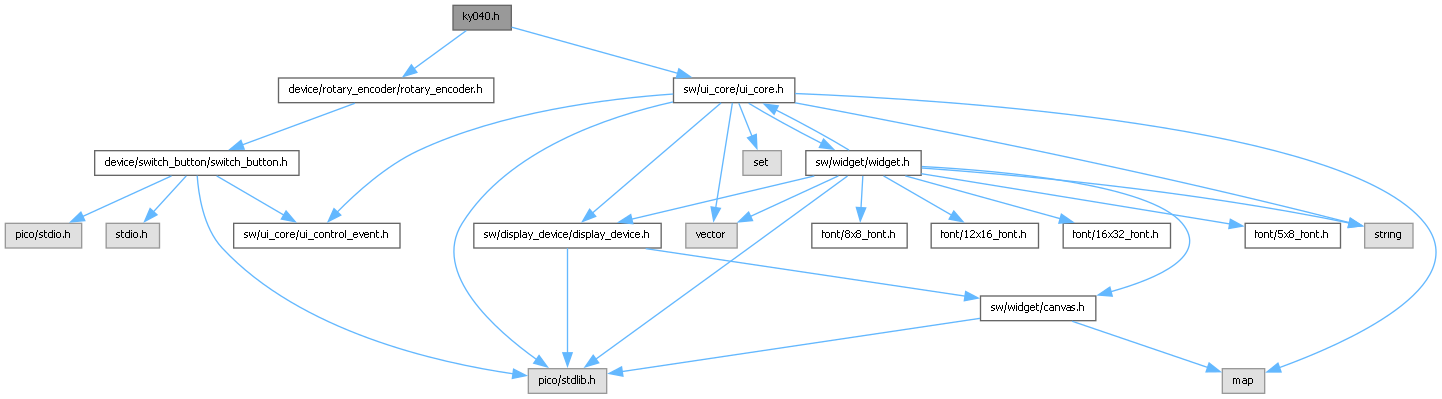 ky040.h
device/rotary_encoder/rotary_encoder.h
sw/ui_core/ui_core.h
device/switch_button/switch_button.h
set
sw/widget/widget.h
pico/stdio.h
stdio.h
sw/ui_core/ui_control_event.h
sw/display_device/display_device.h
vector
font/8x8_font.h
font/12x16_font.h
font/16x32_font.h
font/5x8_font.h
string
sw/widget/canvas.h
pico/stdlib.h
map